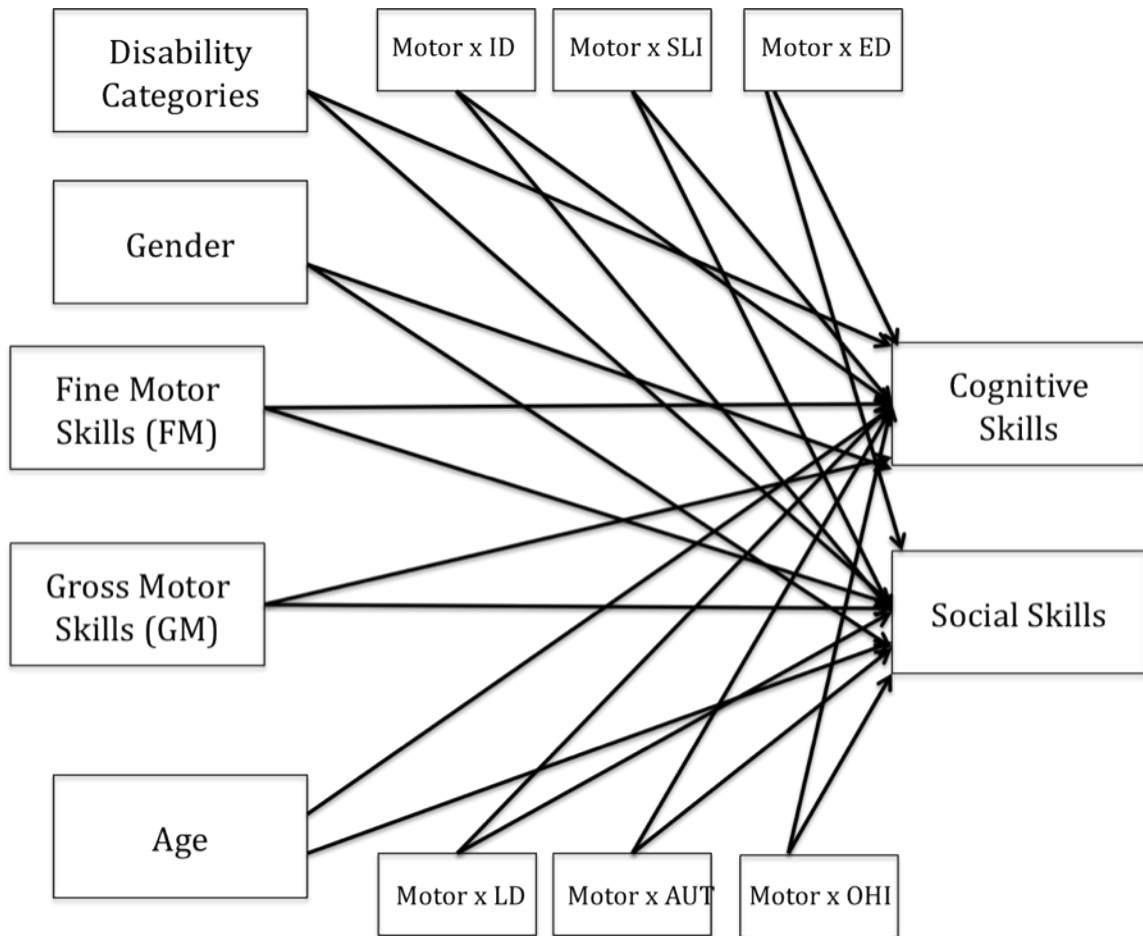 Disability
Categories
Motor x ID
Motor x SLI
Motor x ED
Gender
Fine Motor
Skills (FM)
Cognitive
Skills
Gross Motor
Skills (GM)
Social Skills
Age
Motor x LD
Motor x AUT
Motor x OHI